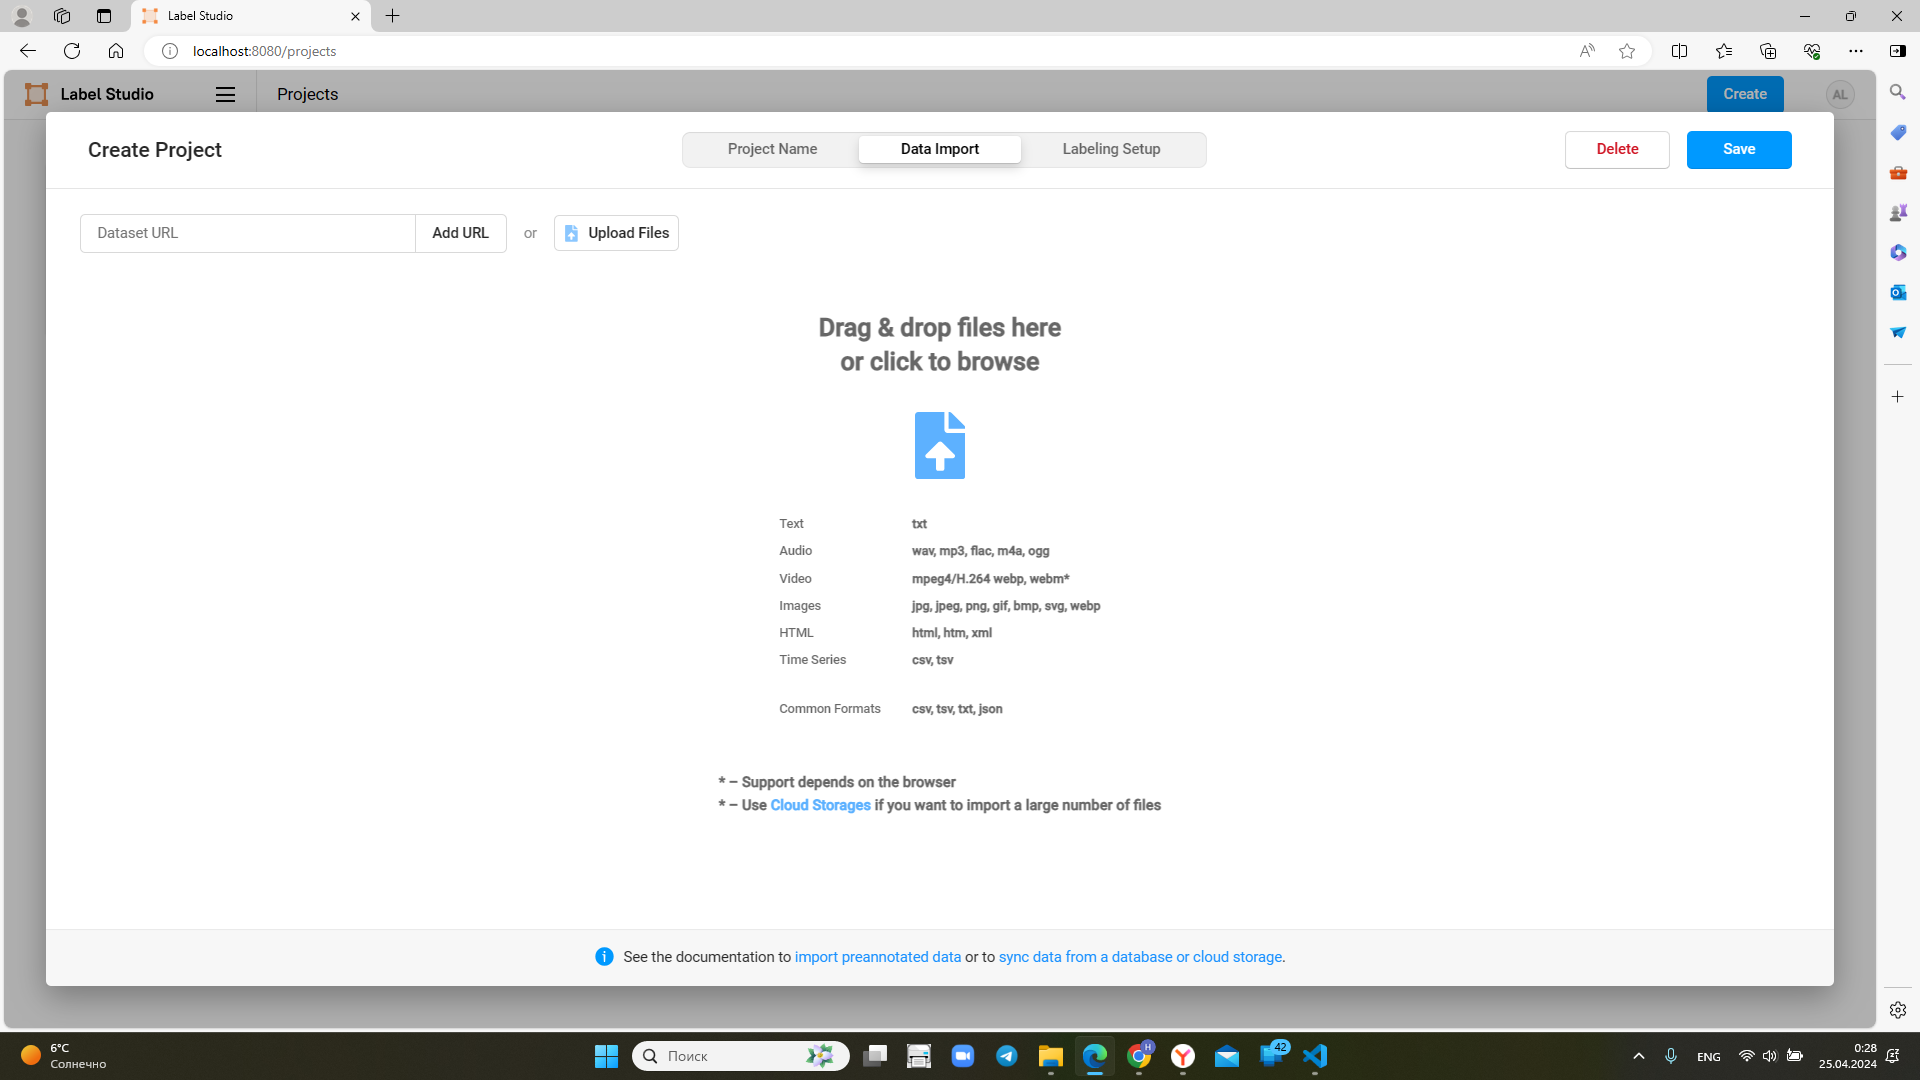 Label Studio
localhost:8080/projects
Label Studio
Projects
Create
AL
Create Project
Project Name
Data Import
Labeling Setup
Delete
Save
Dataset URL
Add URL
or
Upload Files
Drag & drop files here
or click to browse
Text txt
Audio wav, mp3, flac, m4a, ogg
Video mpeg4/H.264 webp, webm*
Images jpg, jpeg, png, gif, bmp, svg, webp
HTML html, htm, xml
Time Series csv, tsv
Common Formats csv, tsv, txt, json
* – Support depends on the browser
* – Use Cloud Storages if you want to import a large number of files
See the documentation to import preannotated data or to sync data from a database or cloud storage.
6°C
Солнечно
Поиск
H
42
ENG
0:28
25.04.2024